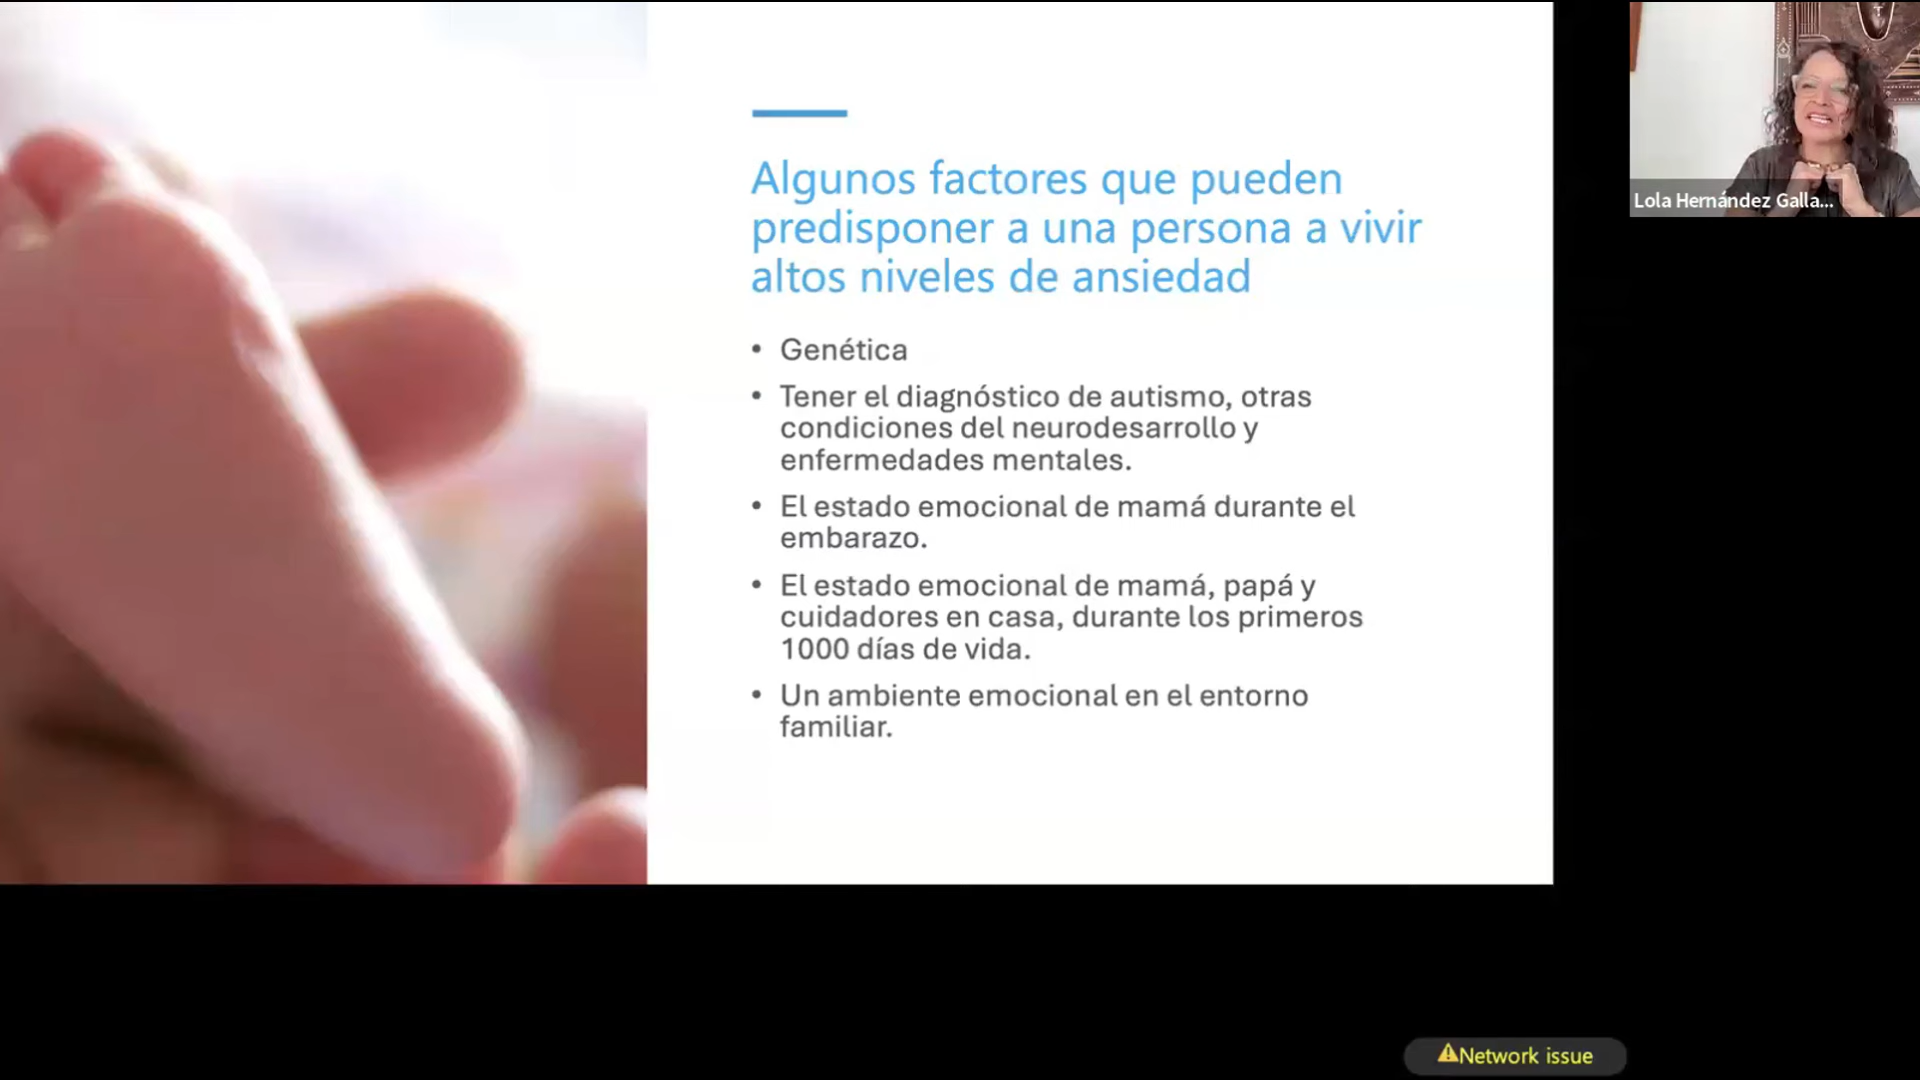 Algunos factores que pueden
predisponer a una persona a vivir
altos niveles de ansiedad
• Genética
• Tener el diagnóstico de autismo, otras
condiciones del neurodesarrollo y
enfermedades mentales.
• El estado emocional de mamá durante el
embarazo.
• El estado emocional de mamá, papá y
cuidadores en casa, durante los primeros
1000 días de vida.
• Un ambiente emocional en el entorno
familiar.
Lola Hernández Galla...
Network issue